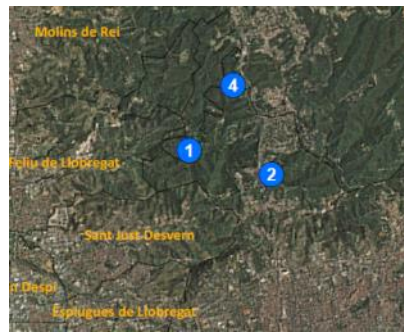 Molins de Rei
4
1
Feliu de Llobregat
2
Sant Just Desvern
n Despí
Esplugues de Llobregat